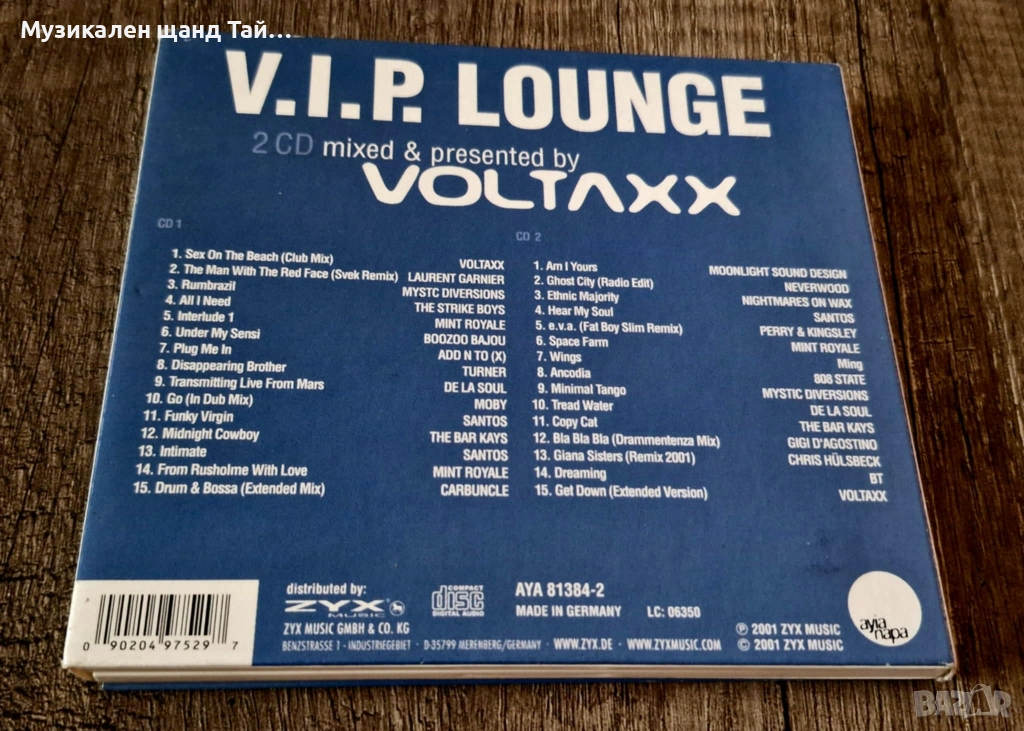 Музикален щанд Тай...
V.I.P. LOUNGE
2 CD mixed & presented by
VOLTAXX
CD 1
1. Sex On The Beach (Club Mix) VOLTAXX
2. The Man With The Red Face (Svek Remix) LAURENT GARNIER
3. Rumbrazil MYSTC DIVERSIONS
4. All I Need THE STRIKE BOYS
5. Interlude 1 MINT ROYALE
6. Under My Sensi BOOZOO BAJOU
7. Plug Me In ADD N TO (X)
8. Disappearing Brother TURNER
9. Transmitting Live From Mars DE LA SOUL
10. Go (In Dub Mix) MOBY
11. Funky Virgin SANTOS
12. Midnight Cowboy THE BAR KAYS
13. Intimate SANTOS
14. From Rusholme With Love MINT ROYALE
15. Drum & Bossa (Extended Mix) CARBUNCLE
CD 2
1. Am I Yours MOONLIGHT SOUND DESIGN
2. Ghost City (Radio Edit) NEVERWOOD
3. Ethnic Majority NIGHTMARES ON WAX
4. Hear My Soul SANTOS
5. e.v.a. (Fat Boy Slim Remix) PERRY & KINGSLEY
6. Space Farm MINT ROYALE
7. Wings Ming
8. Ancodia 808 STATE
9. Minimal Tango MYSTIC DIVERSIONS
10. Tread Water DE LA SOUL
11. Copy Cat THE BAR KAYS
12. Bla Bla Bla (Drammentenza Mix) GIGI D'AGOSTINO
13. Giana Sisters (Remix 2001) CHRIS HÜLSBECK
14. Dreaming BT
15. Get Down (Extended Version) VOLTAXX
0 90204 97529 7
distributed by:
ZYX
MUSIC
ZYX MUSIC GMBH & CO. KG
BENZSTRASSE 1 · INDUSTRIEGEBIET · D-35799 MERENBERG/GERMANY · WWW.ZYX.DE · WWW.ZYXMUSIC.COM
COMPACT
disc
DIGITAL AUDIO
AYA 81384-2
MADE IN GERMANY LC: 06350
℗ 2001 ZYX MUSIC
© 2001 ZYX MUSIC
ayia
napa
BAZAR